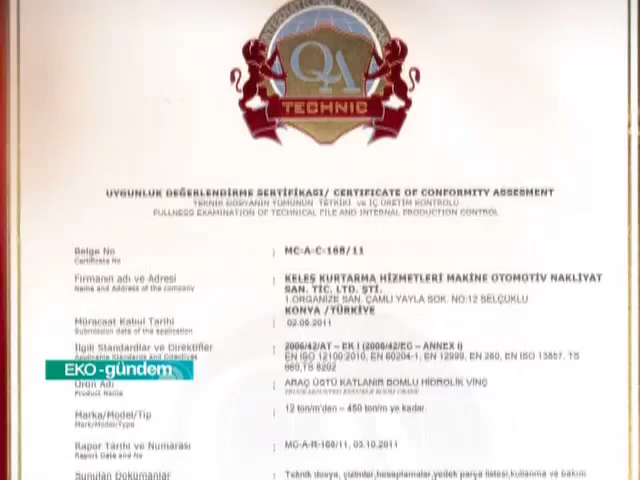 QA
TECHNIC
UYGUNLUK DEĞERLENDİRME SERTİFİKASI/ CERTIFICATE OF CONFORMITY ASSESMENT
TEKNİK DOSYANIN TÜMÜNÜN TETKİKİ ve İÇ ÜRETİM KONTROLÜ
FULLNESS EXAMINATION OF TECHNICAL FILE AND INTERNAL PRODUCTION CONTROL
Belge No : MC-A-C-168/11
Certificate No
Firmanın adı ve Adresi : KELEŞ KURTARMA HİZMETLERİ MAKİNE OTOMOTİV NAKLİYAT
Name and Address of the company SAN. TİC. LTD. ŞTİ.
1.ORGANİZE SAN. ÇAMLI YAYLA SOK. NO:12 SELÇUKLU
KONYA /TÜRKİYE
Müracaat Kabul Tarihi : 02.06.2011
Submission date of the application
İlgili Standardlar ve Direktifler : 2006/42/AT – EK I (2006/42/EC – ANNEX I)
Applicable Standards and Directives EN ISO 12100:2010, EN 60204-1, EN 12999, EN 280, EN ISO 13857, TS
EKO-gündem
Ürün Adı : ARAÇ ÜSTÜ KATLANIR BOMLU HİDROLİK VİNÇ
Product Name
Marka/Model/Tip : 12 ton/m'den – 450 ton/m ye kadar.
Mark/Model/Type
Rapor Tarihi ve Numarası : MC-A-R-168/11, 03.10.2011
Report Date and No
Sunulan Dokümanlar : Teknik dosya, çizimler,hesaplamalar,yedek parça listesi,kullanma ve bakım